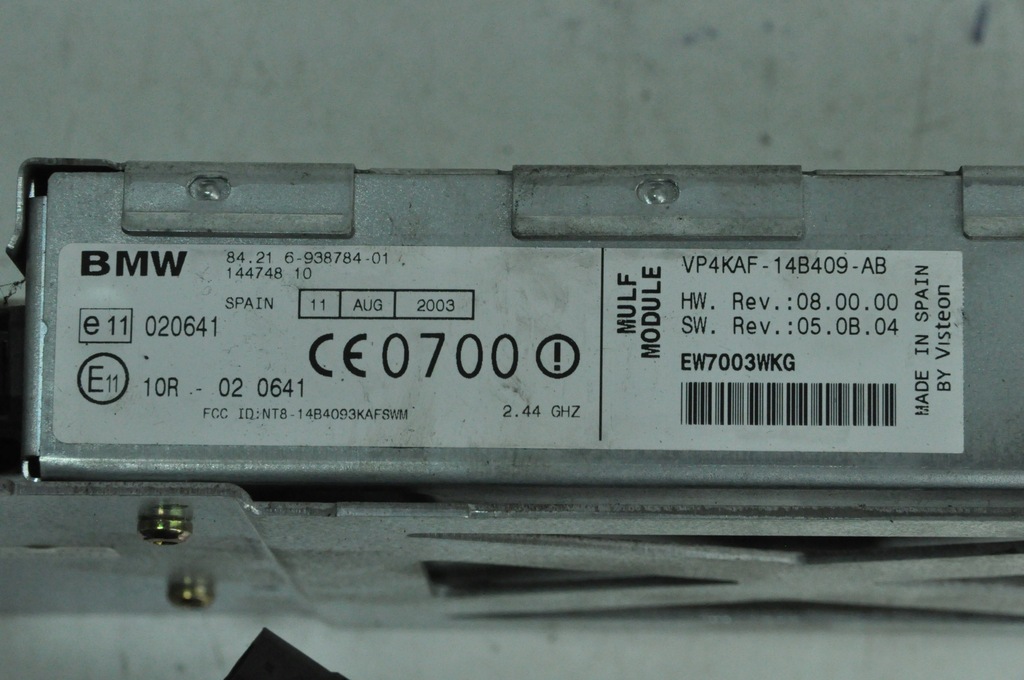 BMW 84.21 6-938784-01
144748 10
SPAIN 11 AUG 2003
e11 020641
CE0700 !
E11 10R - 02 0641
FCC ID:NT8-14B4093KAFSWM 2.44 GHZ
MULF
MODULE
VP4KAF-14B409-AB
HW. Rev.:08.00.00
SW. Rev.:05.0B.04
EW7003WKG
MADE IN SPAIN
BY Visteon